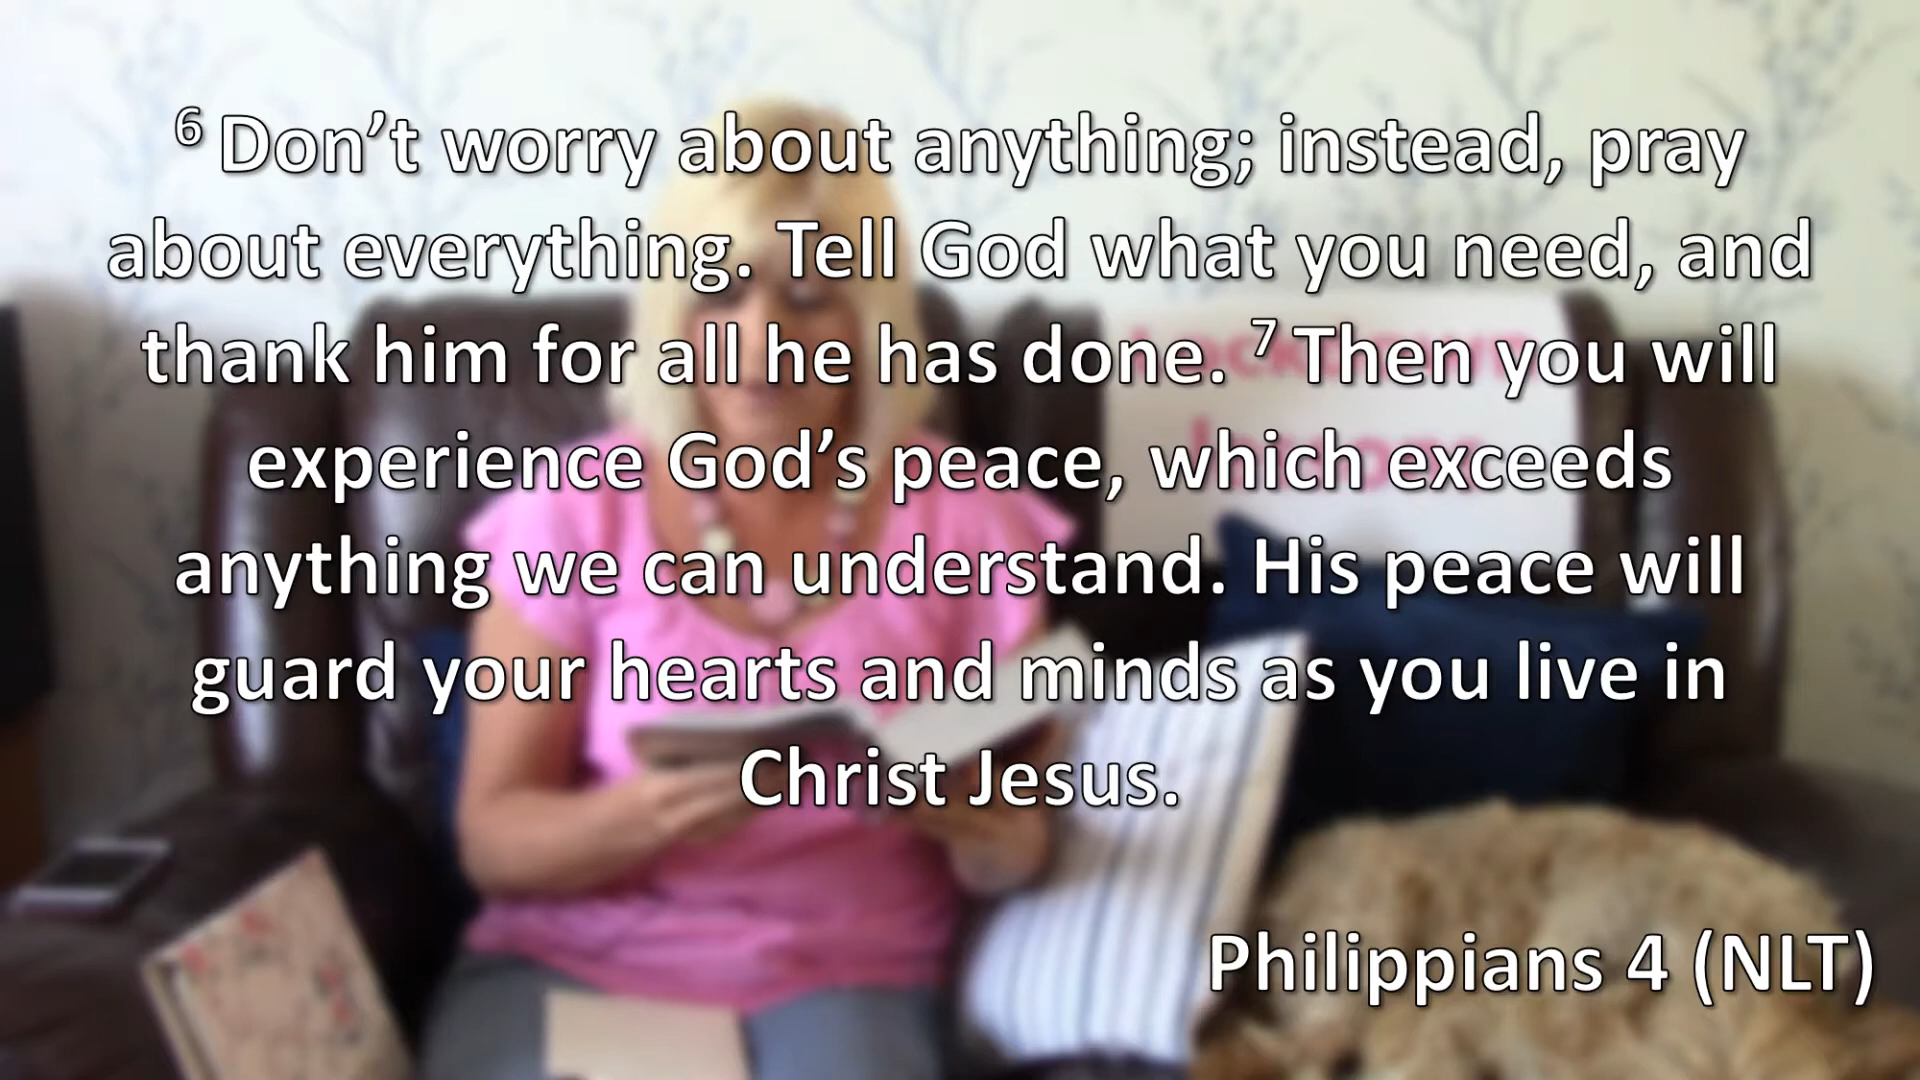 6 Don’t worry about anything; instead, pray
about everything. Tell God what you need, and
thank him for all he has done. 7 Then you will
experience God’s peace, which exceeds
anything we can understand. His peace will
guard your hearts and minds as you live in
Christ Jesus.
Philippians 4 (NLT)